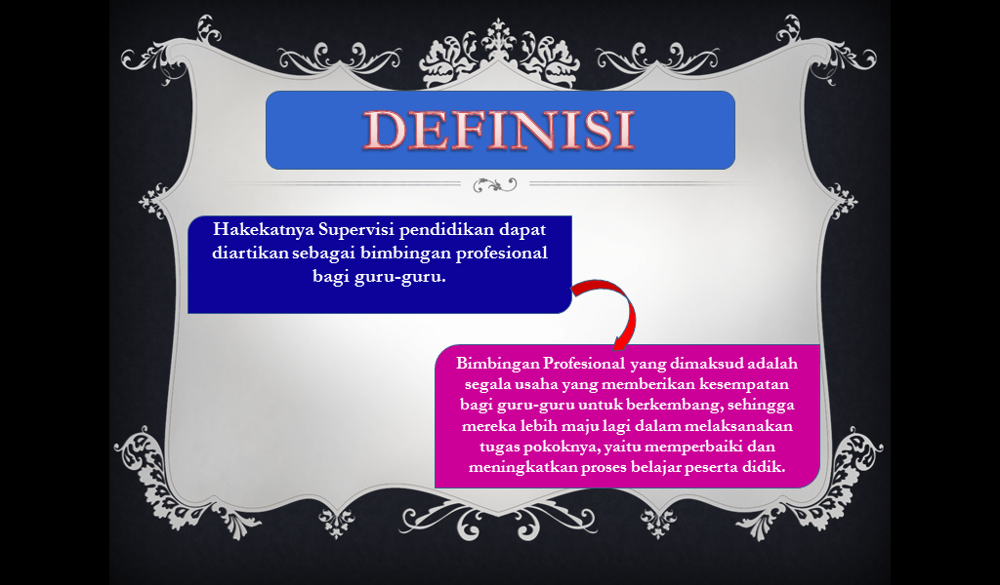 DEFINISI
Hakekatnya Supervisi pendidikan dapat
diartikan sebagai bimbingan profesional
bagi guru-guru.
Bimbingan Profesional yang dimaksud adalah
segala usaha yang memberikan kesempatan
bagi guru-guru untuk berkembang, sehingga
mereka lebih maju lagi dalam melaksanakan
tugas pokoknya, yaitu memperbaiki dan
meningkatkan proses belajar peserta didik.